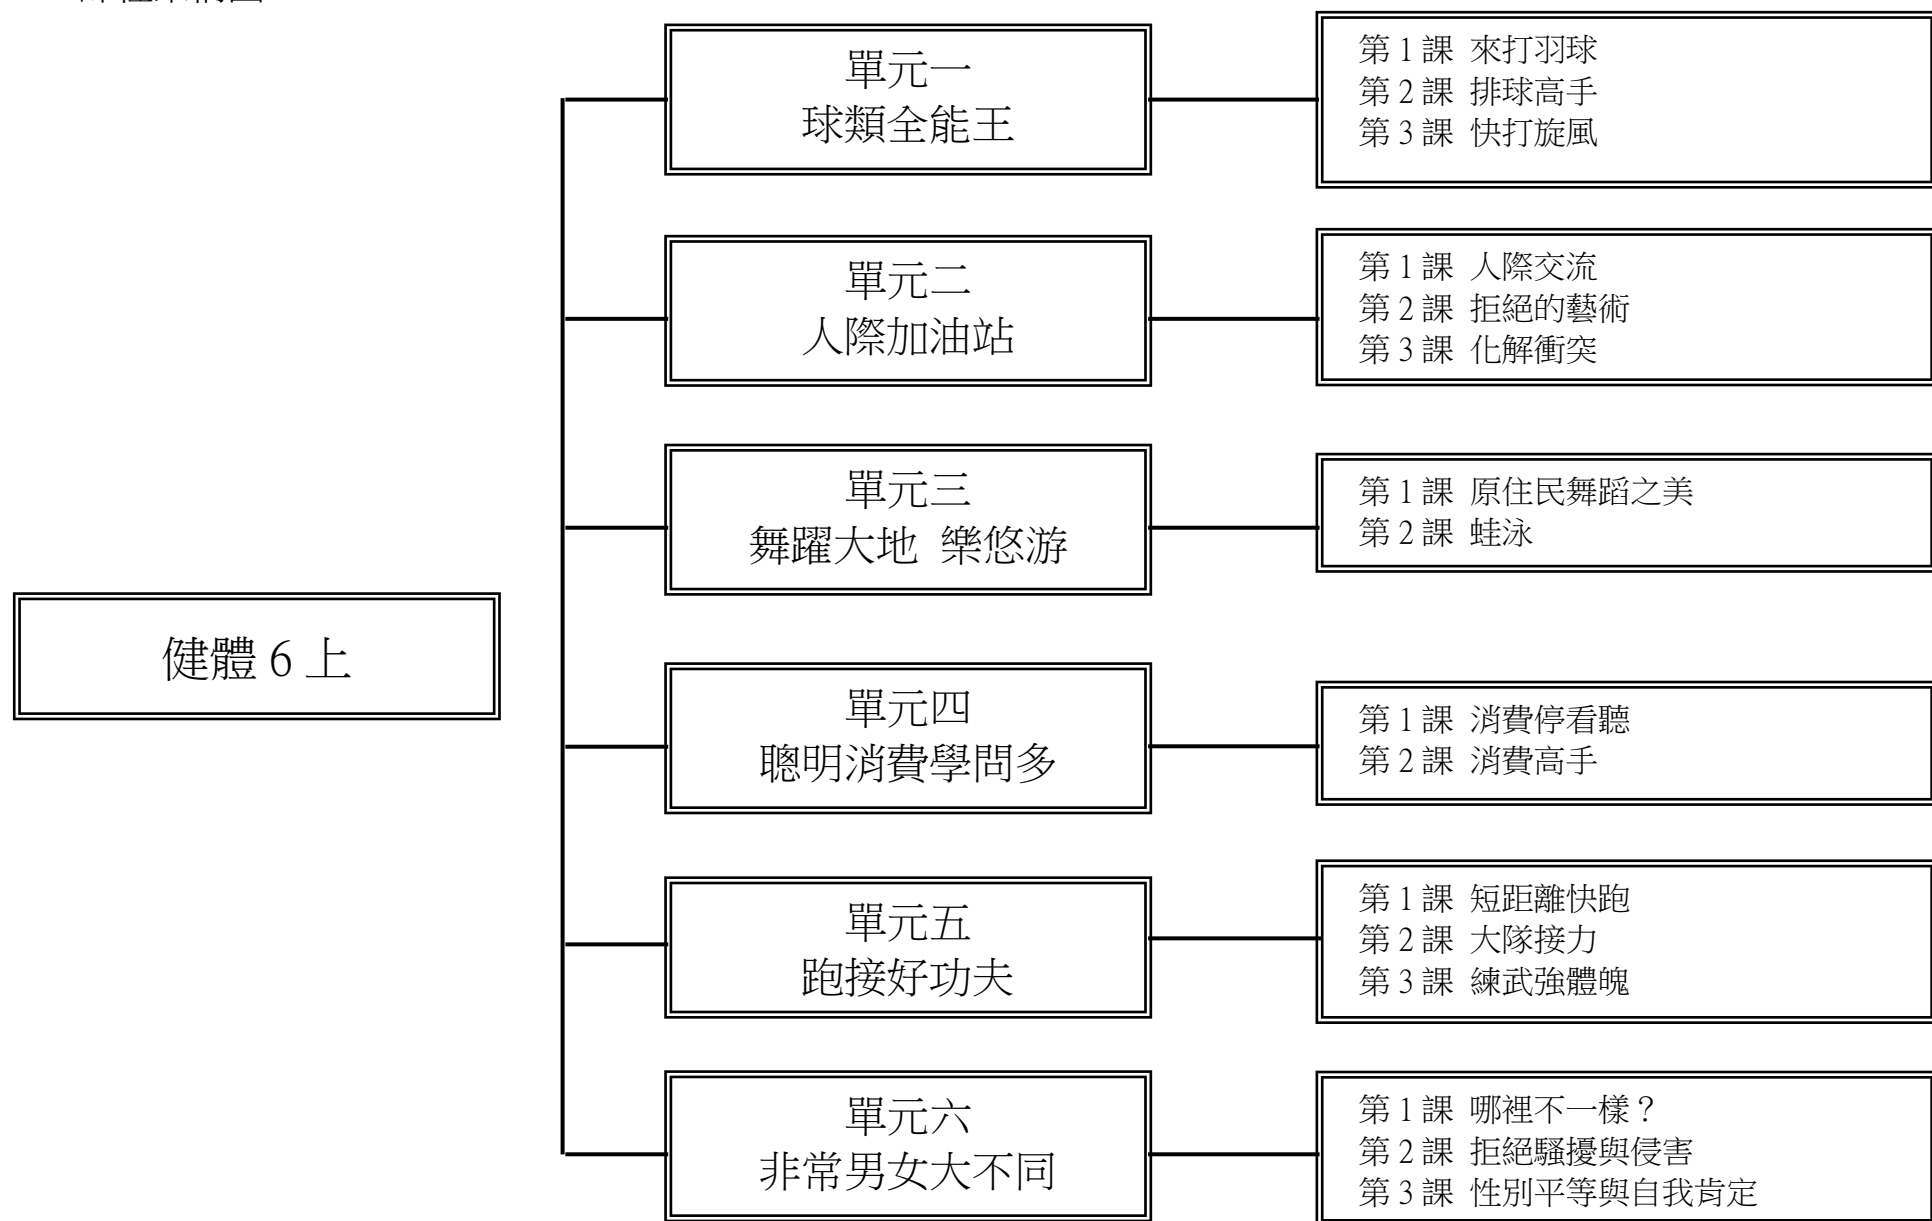 單元一
球類全能王
第 1 課 來打羽球
第 2 課 排球高手
第 3 課 快打旋風
單元二
人際加油站
第 1 課 人際交流
第 2 課 拒絕的藝術
第 3 課 化解衝突
單元三
舞躍大地 樂悠游
第 1 課 原住民舞蹈之美
第 2 課 蛙泳
健體 6 上
單元四
聰明消費學問多
第 1 課 消費停看聽
第 2 課 消費高手
單元五
跑接好功夫
第 1 課 短距離快跑
第 2 課 大隊接力
第 3 課 練武強體魄
單元六
非常男女大不同
第 1 課 哪裡不一樣？
第 2 課 拒絕騷擾與侵害
第 3 課 性別平等與自我肯定